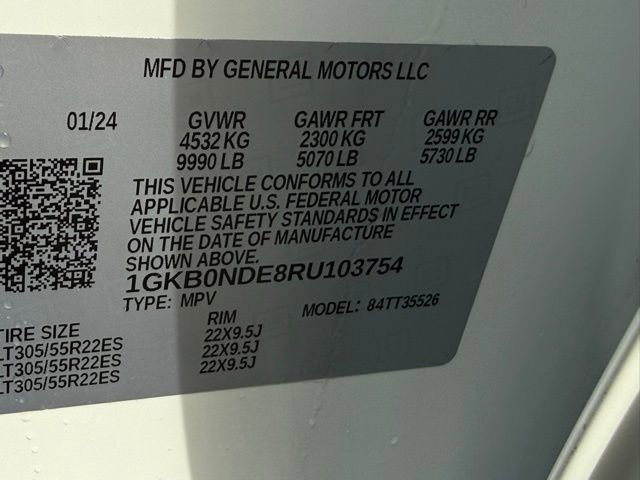 MFD BY GENERAL MOTORS LLC
01/24 GVWR GAWR FRT GAWR RR
4532 KG 2300 KG 2599 KG
9990 LB 5070 LB 5730 LB
THIS VEHICLE CONFORMS TO ALL
APPLICABLE U.S. FEDERAL MOTOR
VEHICLE SAFETY STANDARDS IN EFFECT
ON THE DATE OF MANUFACTURE
SHOWN ABOVE.
1GKB0NDE8RU103754
TYPE: MPV MODEL: 84TT35526
TIRE SIZE RIM
LT305/55R22ES 22X9.5J
LT305/55R22ES 22X9.5J
LT305/55R22ES 22X9.5J